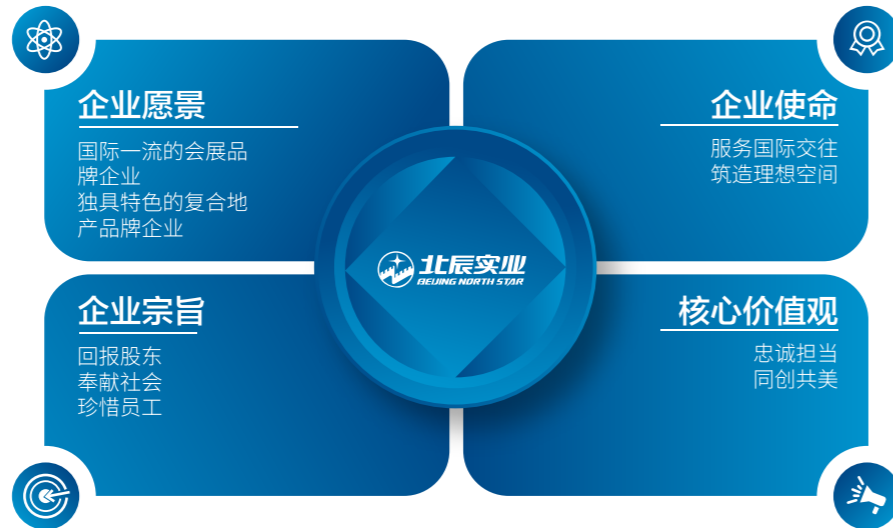 企业愿景
国际一流的会展品
牌企业
独具特色的复合地
产品牌企业
企业使命
服务国际交往
筑造理想空间
北辰实业
BEIJING NORTH STAR
企业宗旨
回报股东
奉献社会
珍惜员工
核心价值观
忠诚担当
同创共美